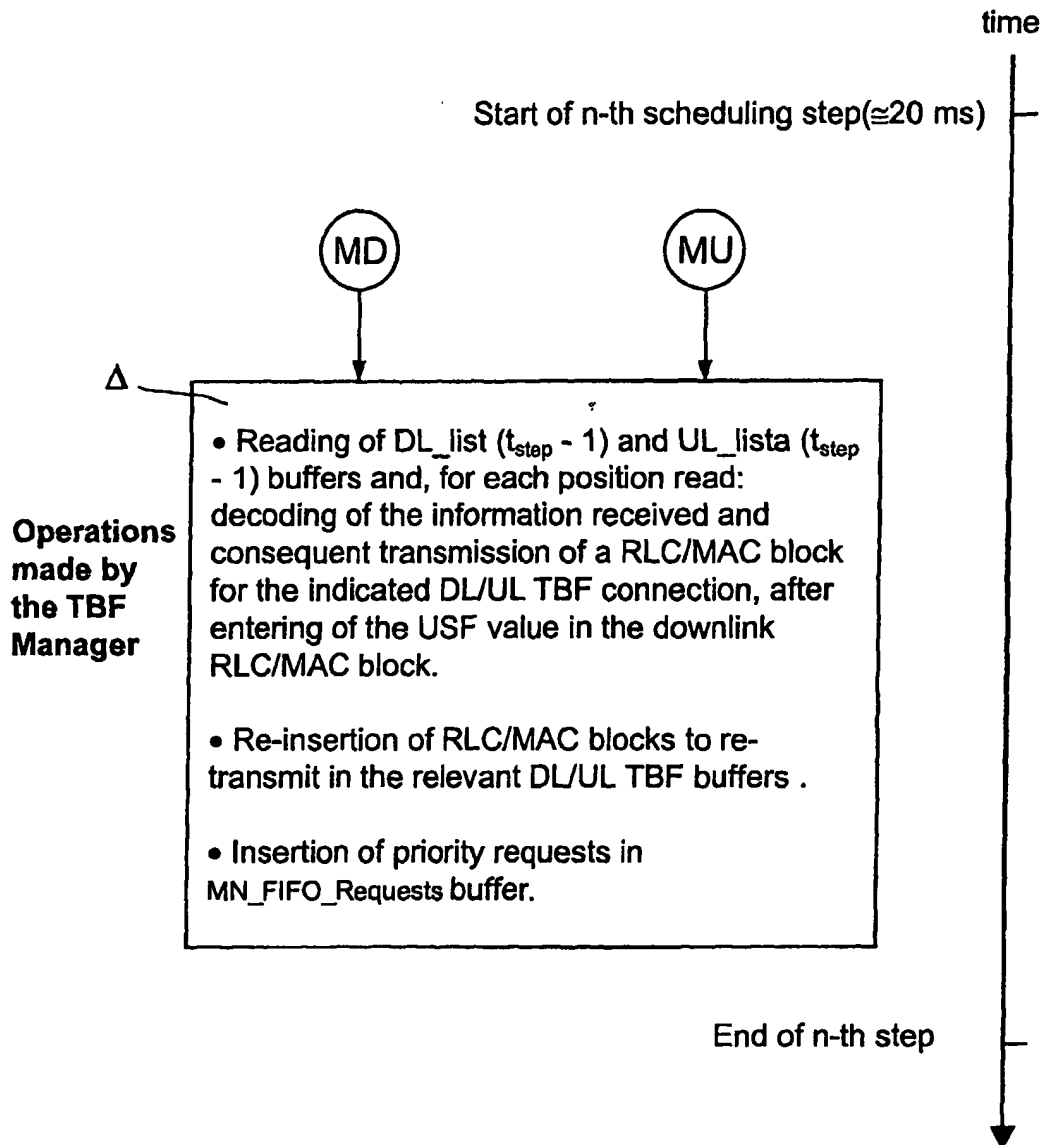 time
Start of n-th scheduling step(≅20 ms)
MD
MU
Δ
• Reading of DL_list (tstep - 1) and UL_lista (tstep
- 1) buffers and, for each position read:
decoding of the information received and
consequent transmission of a RLC/MAC block
for the indicated DL/UL TBF connection, after
entering of the USF value in the downlink
RLC/MAC block.
Operations
made by
the TBF
Manager
• Re-insertion of RLC/MAC blocks to re-
transmit in the relevant DL/UL TBF buffers .
• Insertion of priority requests in
MN_FIFO_Requests buffer.
End of n-th step